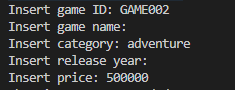 Insert game ID: GAME002
Insert game name:
Insert category: adventure
Insert release year:
Insert price: 500000